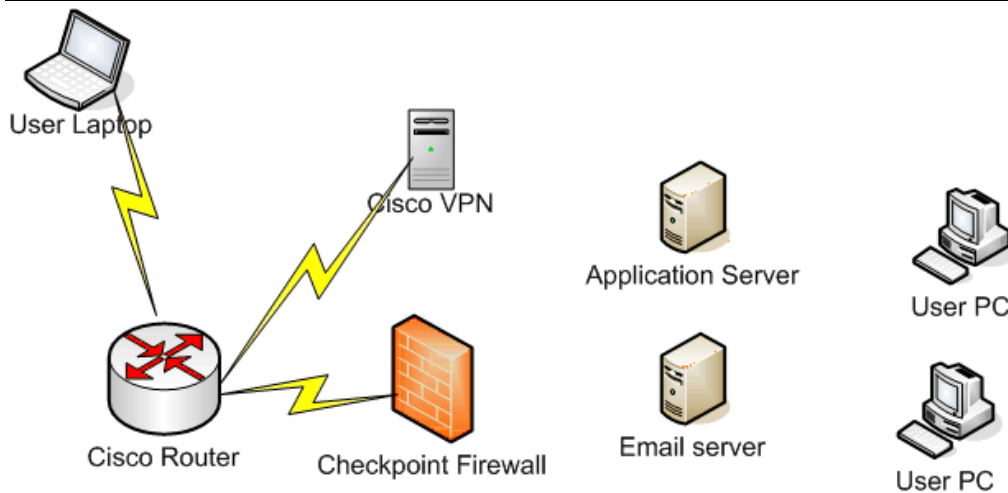 User Laptop
Cisco VPN
Application Server
User PC
Cisco Router
Checkpoint Firewall
Email server
User PC